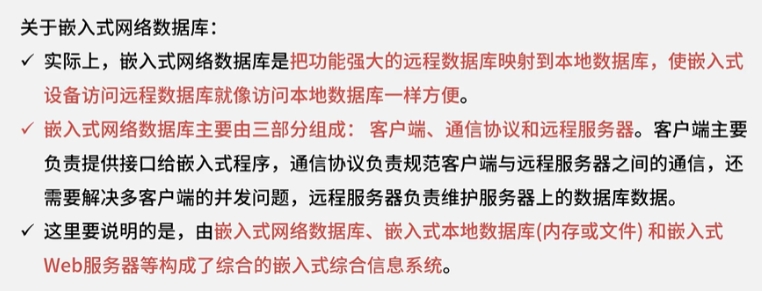 关于嵌入式网络数据库：
✓ 实际上，嵌入式网络数据库是把功能强大的远程数据库映射到本地数据库，使嵌入式
设备访问远程数据库就像访问本地数据库一样方便。
✓ 嵌入式网络数据库主要由三部分组成： 客户端、通信协议和远程服务器。客户端主要
负责提供接口给嵌入式程序，通信协议负责规范客户端与远程服务器之间的通信，还
需要解决多客户端的并发问题，远程服务器负责维护服务器上的数据库数据。
✓ 这里要说明的是，由嵌入式网络数据库、嵌入式本地数据库(内存或文件) 和嵌入式
Web服务器等构成了综合的嵌入式综合信息系统。